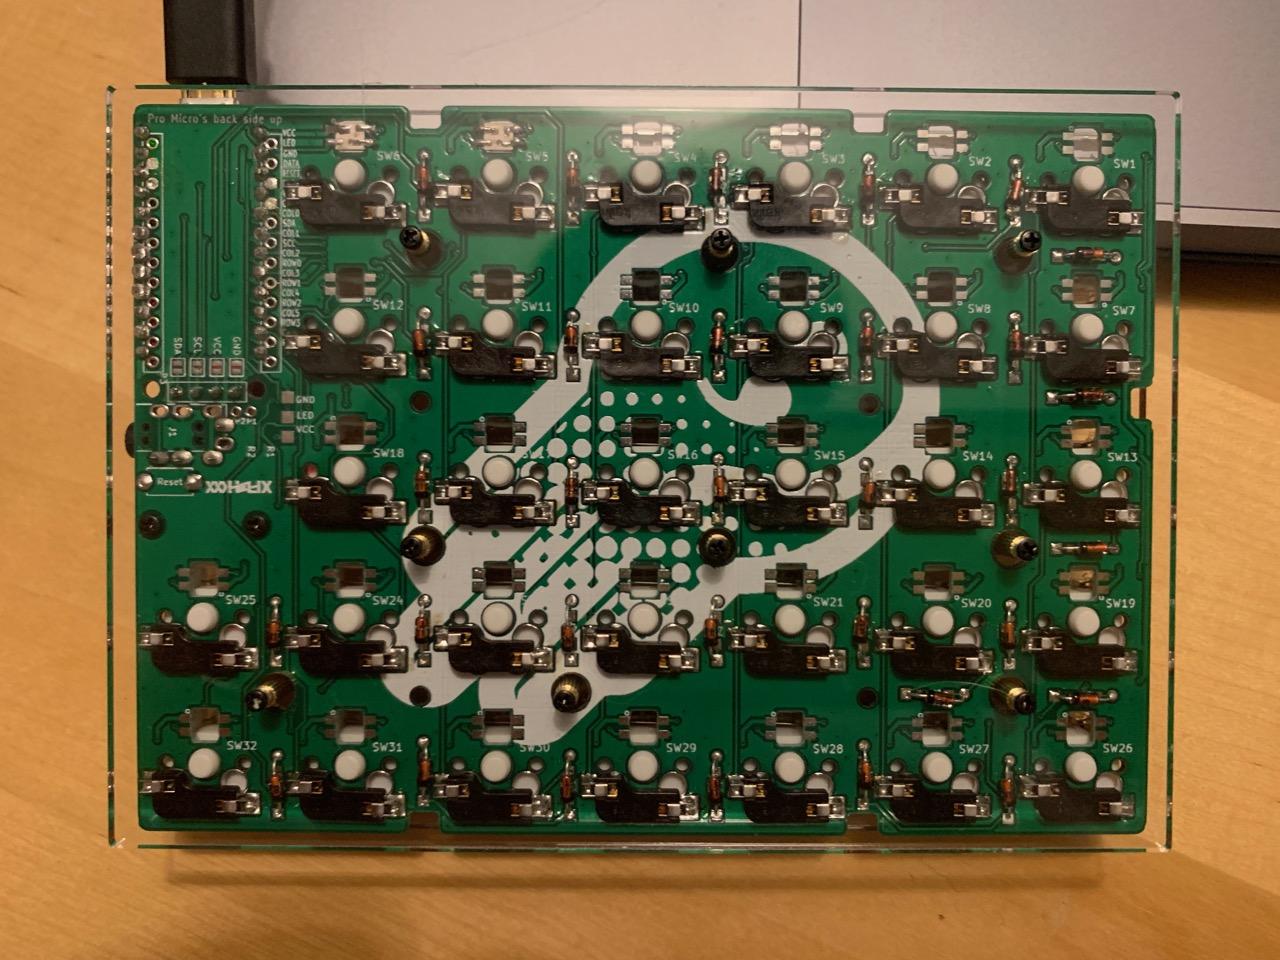 Pro Micro's back side up
VCC
LED
GND
DATA
RESET
COL0
SDA
COL1
SCL
COL2
ROW0
COL3
ROW1
COL4
ROW2
COL5
ROW3
SW6
SW5
SW4
SW3
SW2
SW1
SW12
SW11
SW10
SW9
SW8
SW7
SDA
SCL
VCC
GND
GND
LED
VCC
J1
R2
R1
Reset
SW18
SW16
SW15
SW14
SW13
SW25
SW24
SW21
SW20
SW19
SW32
SW31
SW30
SW29
SW28
SW27
SW26